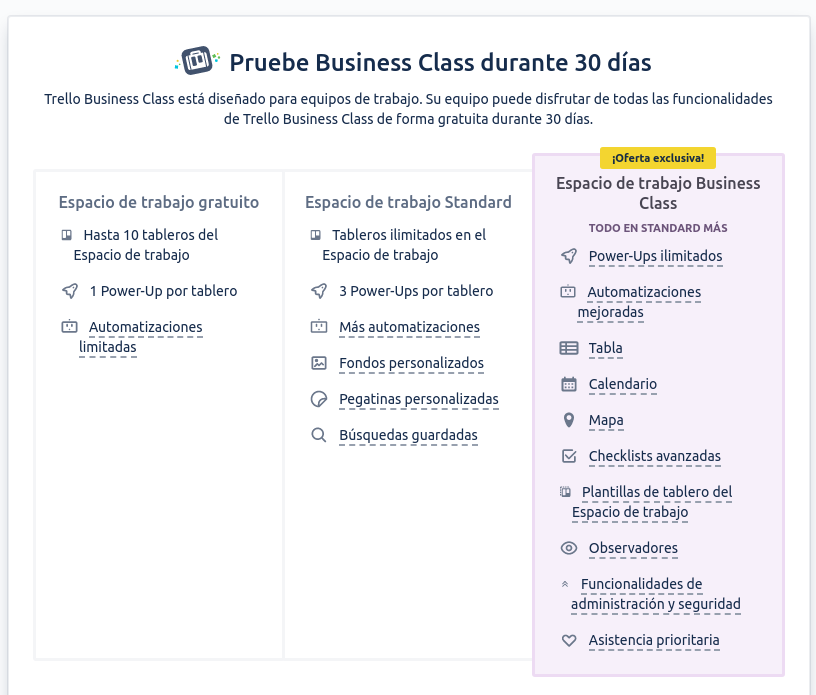 Pruebe Business Class durante 30 días
Trello Business Class está diseñado para equipos de trabajo. Su equipo puede disfrutar de todas las funcionalidades
de Trello Business Class de forma gratuita durante 30 días.
Espacio de trabajo gratuito
Hasta 10 tableros del
Espacio de trabajo
1 Power-Up por tablero
Automatizaciones
limitadas
Espacio de trabajo Standard
Tableros ilimitados en el
Espacio de trabajo
3 Power-Ups por tablero
Más automatizaciones
Fondos personalizados
Pegatinas personalizadas
Búsquedas guardadas
¡Oferta exclusiva!
Espacio de trabajo Business
Class
TODO EN STANDARD MÁS
Power-Ups ilimitados
Automatizaciones
mejoradas
Tabla
Calendario
Mapa
Checklists avanzadas
Plantillas de tablero del
Espacio de trabajo
Observadores
Funcionalidades de
administración y seguridad
Asistencia prioritaria